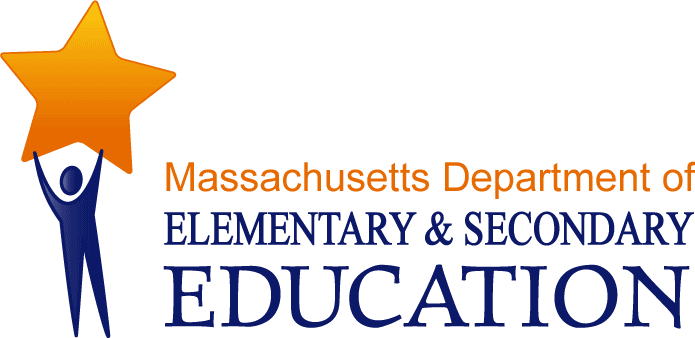 Massachusetts Department of
ELEMENTARY & SECONDARY
EDUCATION